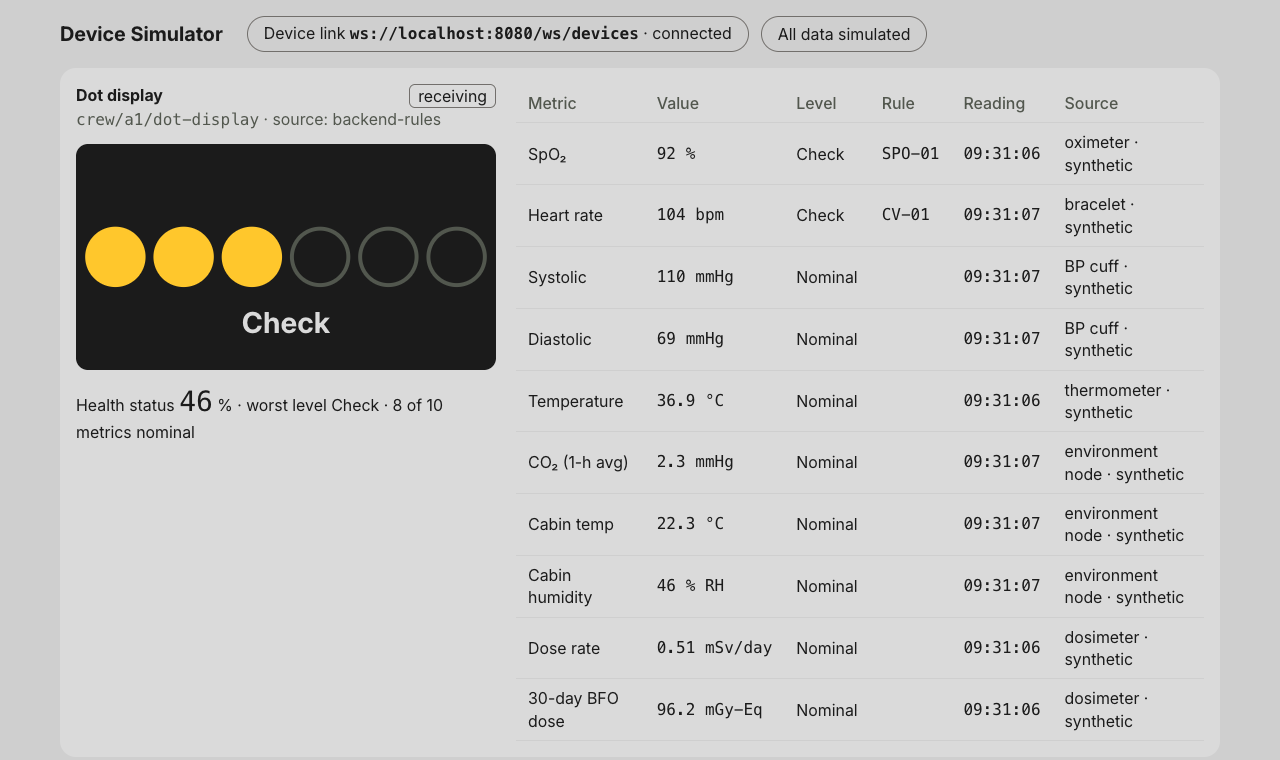 Device Simulator
Device link ws://localhost:8080/ws/devices · connected
All data simulated
Dot display
receiving
crew/a1/dot-display · source: backend-rules
Check
Health status 46 % · worst level Check · 8 of 10
metrics nominal
Metric Value Level Rule Reading Source
SpO₂ 92 % Check SPO-01 09:31:06 oximeter ·
synthetic
Heart rate 104 bpm Check CV-01 09:31:07 bracelet ·
synthetic
Systolic 110 mmHg Nominal 09:31:07 BP cuff ·
synthetic
Diastolic 69 mmHg Nominal 09:31:07 BP cuff ·
synthetic
Temperature 36.9 °C Nominal 09:31:06 thermometer ·
synthetic
CO₂ (1-h avg) 2.3 mmHg Nominal 09:31:07 environment
node · synthetic
Cabin temp 22.3 °C Nominal 09:31:07 environment
node · synthetic
Cabin
humidity 46 % RH Nominal 09:31:07 environment
node · synthetic
Dose rate 0.51 mSv/day Nominal 09:31:06 dosimeter ·
synthetic
30-day BFO
dose 96.2 mGy-Eq Nominal 09:31:06 dosimeter ·
synthetic